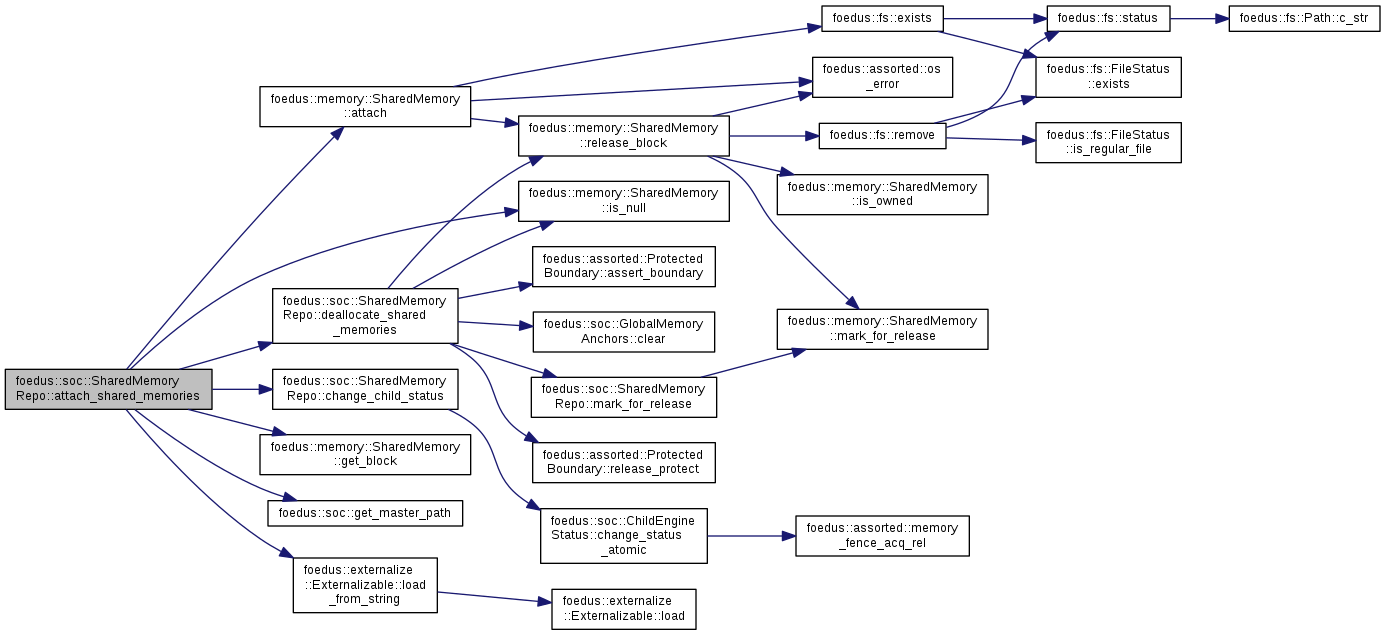 foedus::soc::SharedMemory
Repo::attach_shared_memories
foedus::memory::SharedMemory
::attach
foedus::soc::SharedMemory
Repo::deallocate_shared
_memories
foedus::soc::SharedMemory
Repo::change_child_status
foedus::memory::SharedMemory
::get_block
foedus::soc::get_master_path
foedus::externalize
::Externalizable::load
_from_string
foedus::memory::SharedMemory
::release_block
foedus::memory::SharedMemory
::is_null
foedus::assorted::Protected
Boundary::assert_boundary
foedus::soc::GlobalMemory
Anchors::clear
foedus::soc::SharedMemory
Repo::mark_for_release
foedus::assorted::Protected
Boundary::release_protect
foedus::soc::ChildEngine
Status::change_status
_atomic
foedus::externalize
::Externalizable::load
foedus::fs::exists
foedus::assorted::os
_error
foedus::fs::remove
foedus::memory::SharedMemory
::is_owned
foedus::memory::SharedMemory
::mark_for_release
foedus::assorted::memory
_fence_acq_rel
foedus::fs::status
foedus::fs::FileStatus
::exists
foedus::fs::FileStatus
::is_regular_file
foedus::fs::Path::c_str